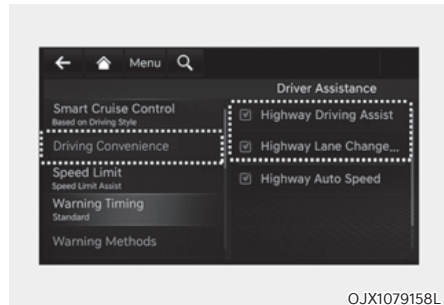 Menu
Driver Assistance
Smart Cruise Control
Based on Driving Style
Driving Convenience
Speed Limit
Speed Limit Assist
Warning Timing
Standard
Warning Methods
Highway Driving Assist
Highway Lane Change...
Highway Auto Speed
OJX1079158L